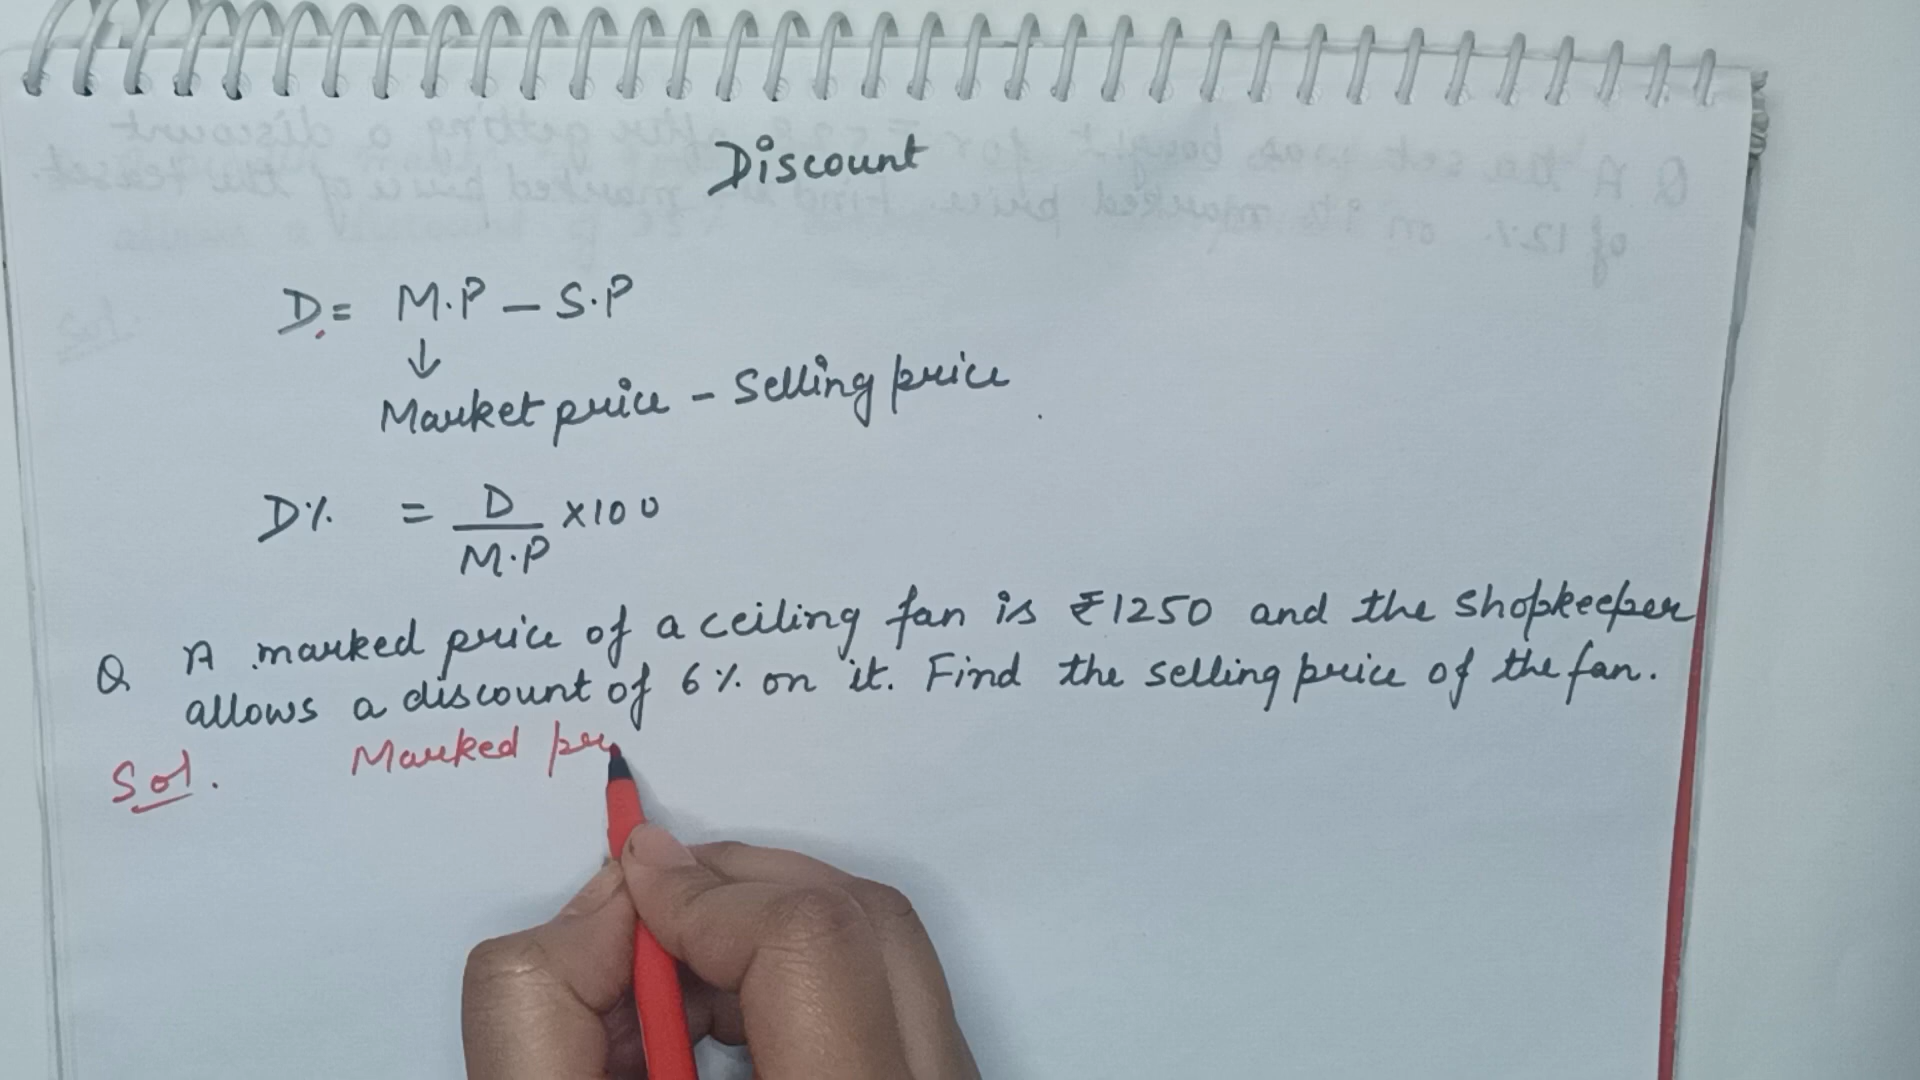 Discount
D = M.P - S.P
↓
Market price - Selling price
D% = D/M.P ×100
Q A marked price of a ceiling fan is ₹1250 and the shopkeeper
allows a discount of 6% on it. Find the selling price of the fan.
Sol. Marked pr